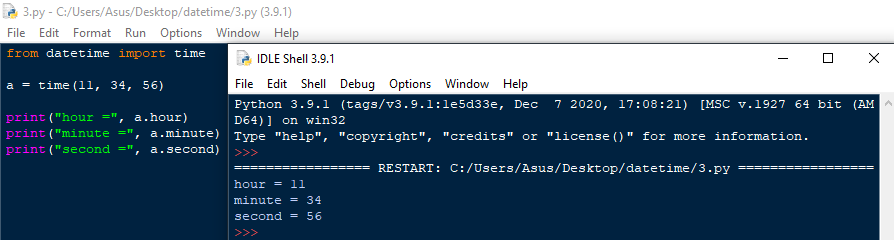 3.py - C:/Users/Asus/Desktop/datetime/3.py (3.9.1)
File Edit Format Run Options Window Help
from datetime import time
a = time(11, 34, 56)
print("hour =", a.hour)
print("minute =", a.minute)
print("second =", a.second)
IDLE Shell 3.9.1
File Edit Shell Debug Options Window Help
Python 3.9.1 (tags/v3.9.1:1e5d33e, Dec  7 2020, 17:08:21) [MSC v.1927 64 bit (AM
D64)] on win32
Type "help", "copyright", "credits" or "license()" for more information.
>>>
================= RESTART: C:/Users/Asus/Desktop/datetime/3.py =================
hour = 11
minute = 34
second = 56
>>>